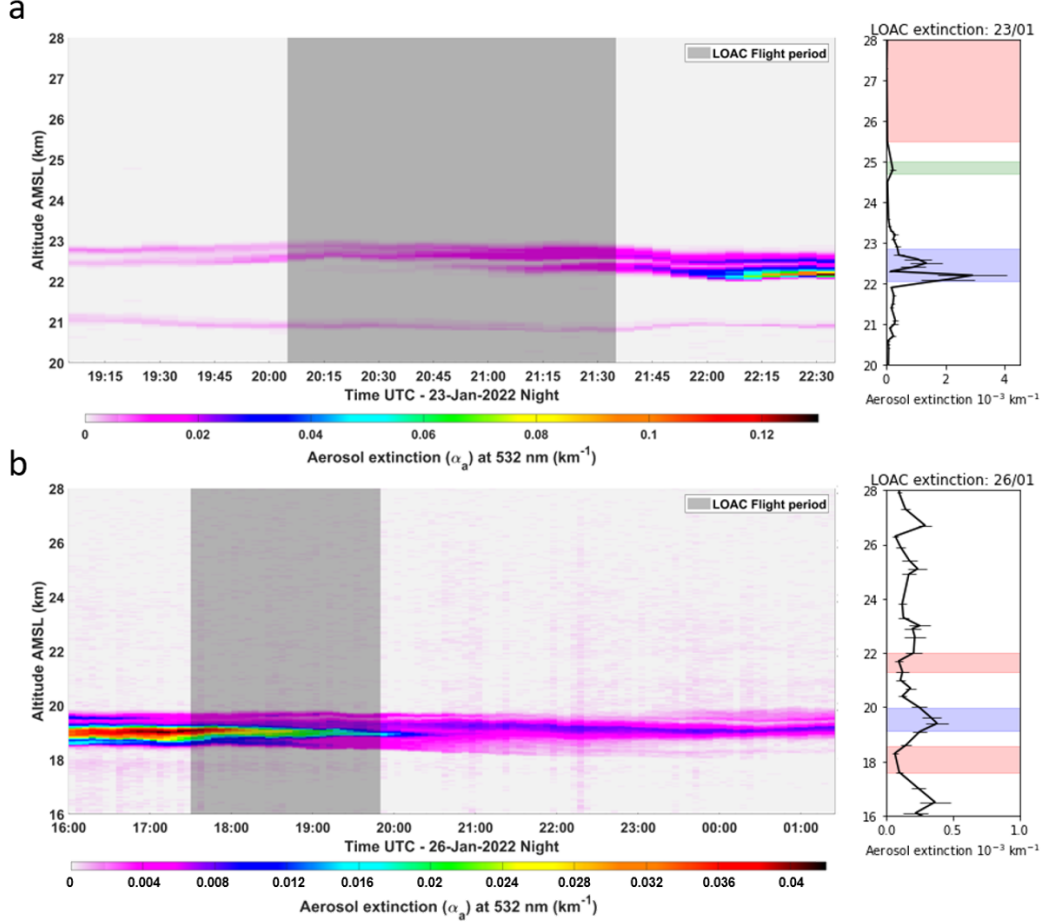 a
LOAC Flight period
28
27
26
25
24
23
22
21
20
Altitude AMSL (km)
19:15 19:30 19:45 20:00 20:15 20:30 20:45 21:00 21:15 21:30 21:45 22:00 22:15 22:30
Time UTC - 23-Jan-2022 Night
0 0.02 0.04 0.06 0.08 0.1 0.12
Aerosol extinction (αa) at 532 nm (km⁻¹)
LOAC extinction: 23/01
28
27
26
25
24
23
22
21
20
0 2 4
Aerosol extinction 10⁻³ km⁻¹
b
LOAC Flight period
28
26
24
22
20
18
16
Altitude AMSL (km)
16:00 17:00 18:00 19:00 20:00 21:00 22:00 23:00 00:00 01:00
Time UTC - 26-Jan-2022 Night
0 0.004 0.008 0.012 0.016 0.02 0.024 0.028 0.032 0.036 0.04
Aerosol extinction (αa) at 532 nm (km⁻¹)
LOAC extinction: 26/01
28
26
24
22
20
18
16
0.0 0.5 1.0
Aerosol extinction 10⁻³ km⁻¹